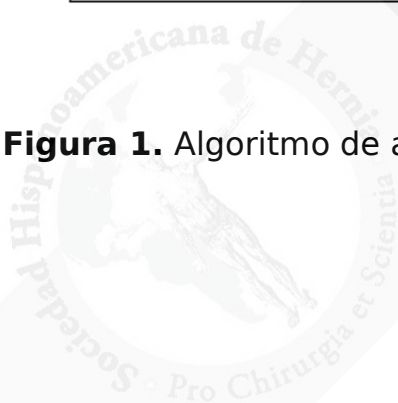 Sociedad Hispanoamericana de Hernia
Figura 1. Algoritmo de a
Pro Chirurgia et Scientia